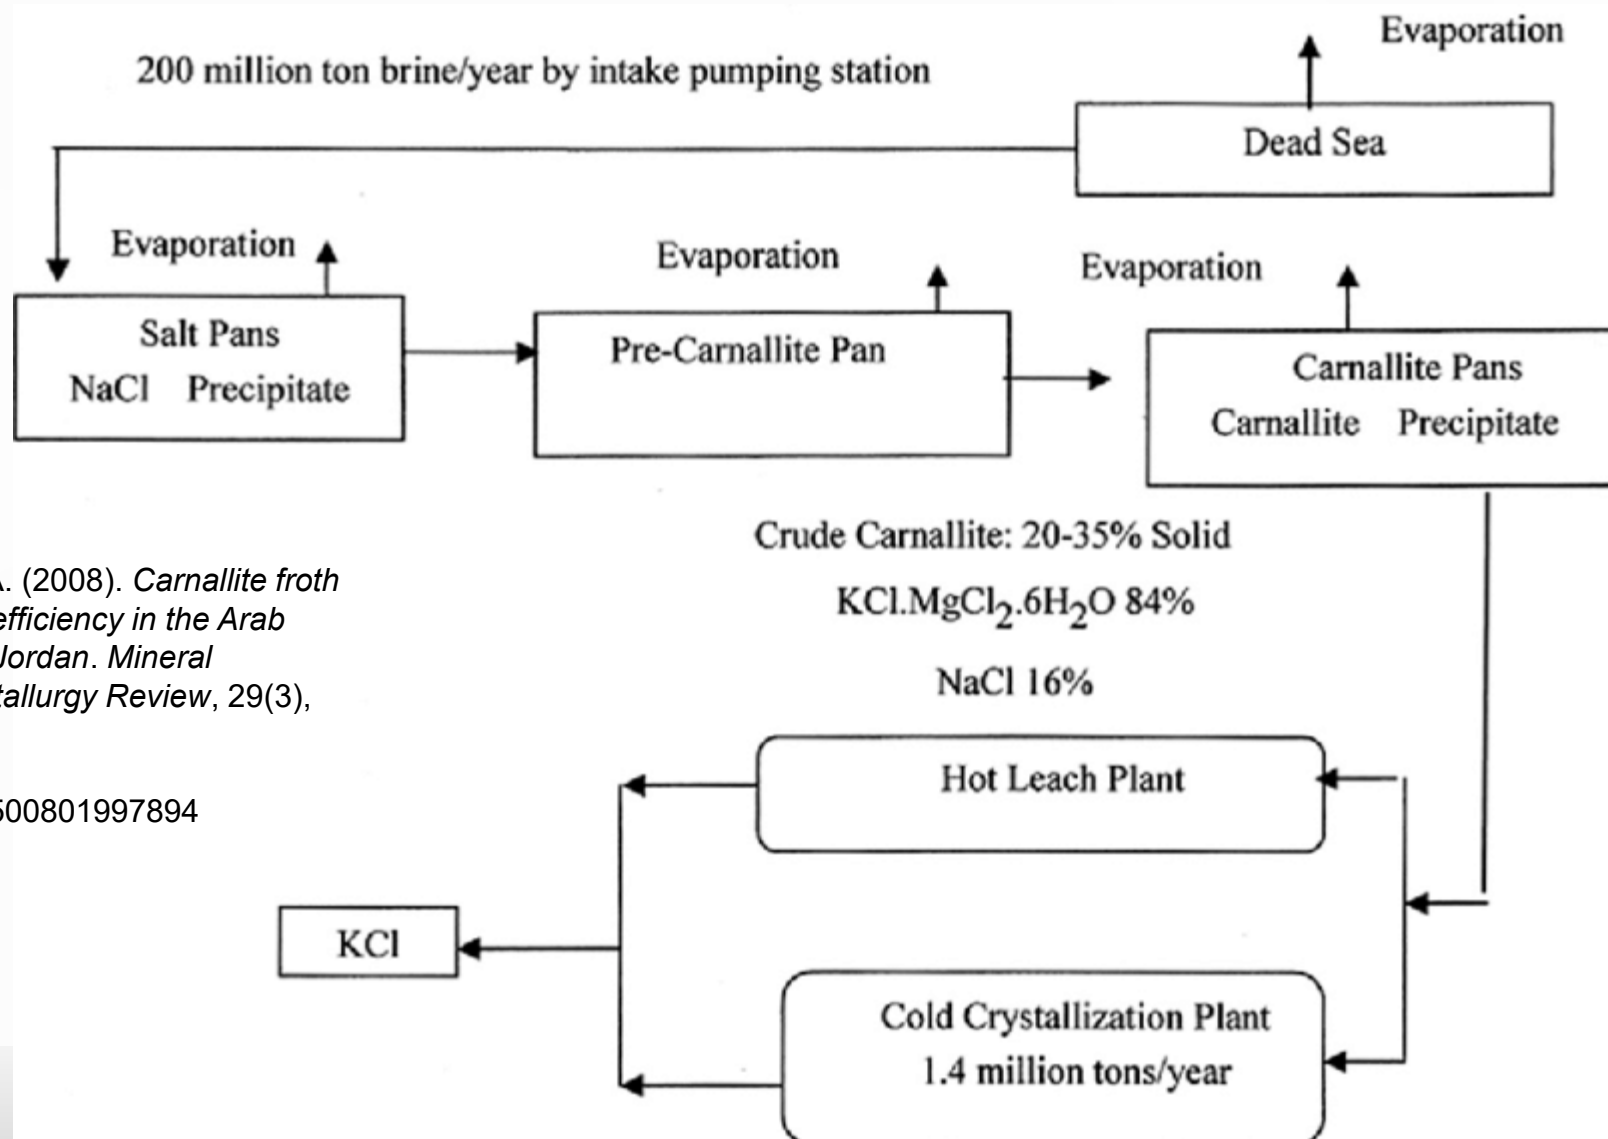 Evaporation
200 million ton brine/year by intake pumping station
Dead Sea
Evaporation
Evaporation
Evaporation
Salt Pans
NaCl Precipitate
Pre-Carnallite Pan
Carnallite Pans
Carnallite Precipitate
Crude Carnallite: 20-35% Solid
KCl.MgCl₂.6H₂O 84%
NaCl 16%
A. (2008). Carnallite froth
efficiency in the Arab
Jordan. Mineral
tallurgy Review, 29(3),
500801997894
Hot Leach Plant
KCl
Cold Crystallization Plant
1.4 million tons/year